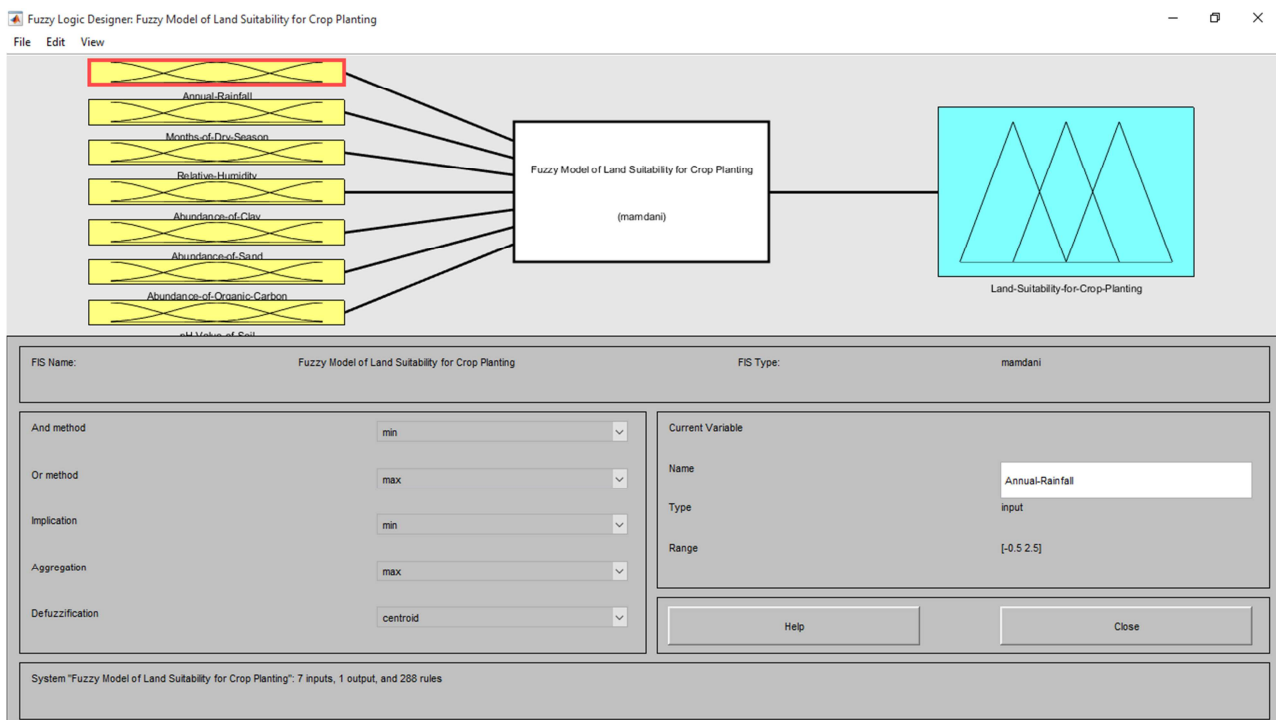 Fuzzy Logic Designer: Fuzzy Model of Land Suitability for Crop Planting
File Edit View
Annual-Rainfall
Months-of-Dry-Season
Relative-Humidity
Abundance-of-Clay
Abundance-of-Sand
Abundance-of-Organic-Carbon
pH Value of Soil
Fuzzy Model of Land Suitability for Crop Planting
(mamdani)
Land-Suitability-for-Crop-Planting
FIS Name: Fuzzy Model of Land Suitability for Crop Planting FIS Type: mamdani
And method min
Or method max
Implication min
Aggregation max
Defuzzification centroid
Current Variable
Name Annual-Rainfall
Type input
Range [-0.5 2.5]
Help Close
System "Fuzzy Model of Land Suitability for Crop Planting": 7 inputs, 1 output, and 288 rules